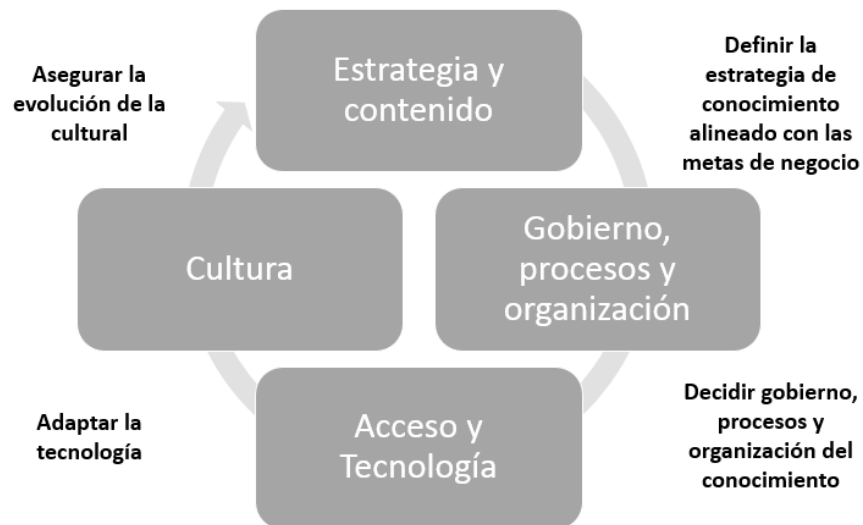 Estrategia y
contenido
Definir la
estrategia de
conocimiento
alineado con las
metas de negocio
Gobierno,
procesos y
organización
Decidir gobierno,
procesos y
organización del
conocimiento
Acceso y
Tecnología
Adaptar la
tecnología
Cultura
Asegurar la
evolución de la
cultural